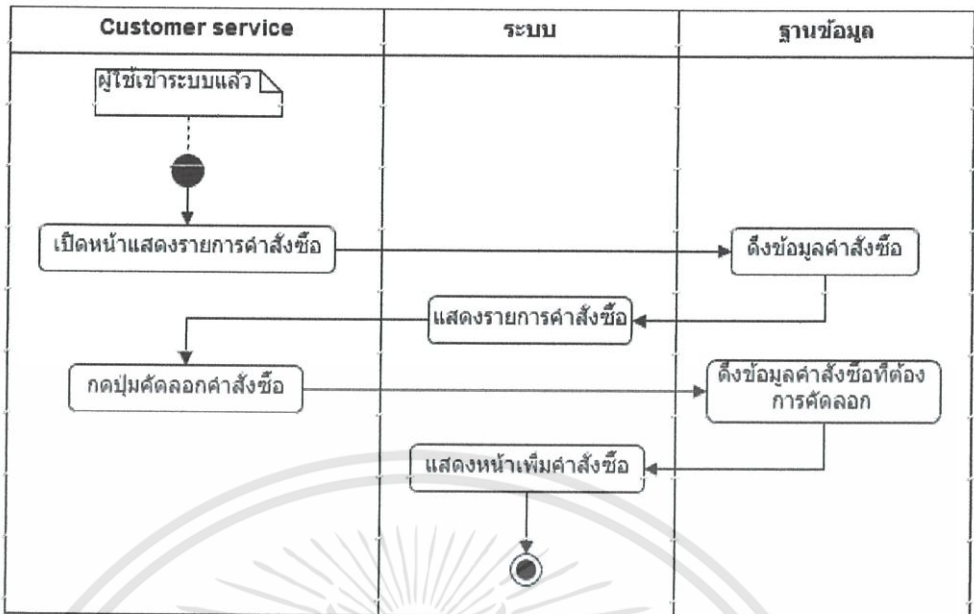 Customer service
ระบบ
ฐานข้อมูล
ผู้ใช้เข้าระบบแล้ว
เปิดหน้าแสดงรายการคำสั่งซื้อ
ดึงข้อมูลคำสั่งซื้อ
แสดงรายการคำสั่งซื้อ
กดปุ่มคัดลอกคำสั่งซื้อ
ดึงข้อมูลคำสั่งซื้อที่ต้อง
การคัดลอก
แสดงหน้าเพิ่มคำสั่งซื้อ